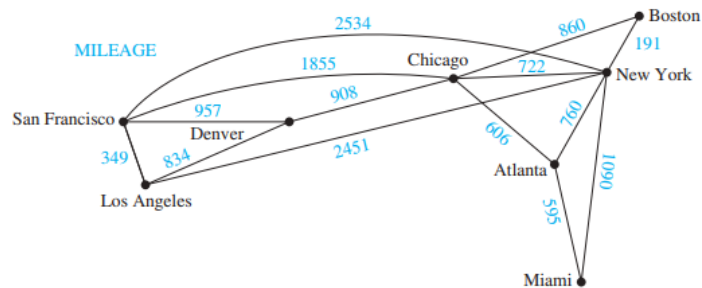 Boston
2534
860
191
MILEAGE
Chicago
1855
722
New York
908
957
760
San Francisco
Denver
606
349
834
2451
Atlanta
1090
Los Angeles
595
Miami